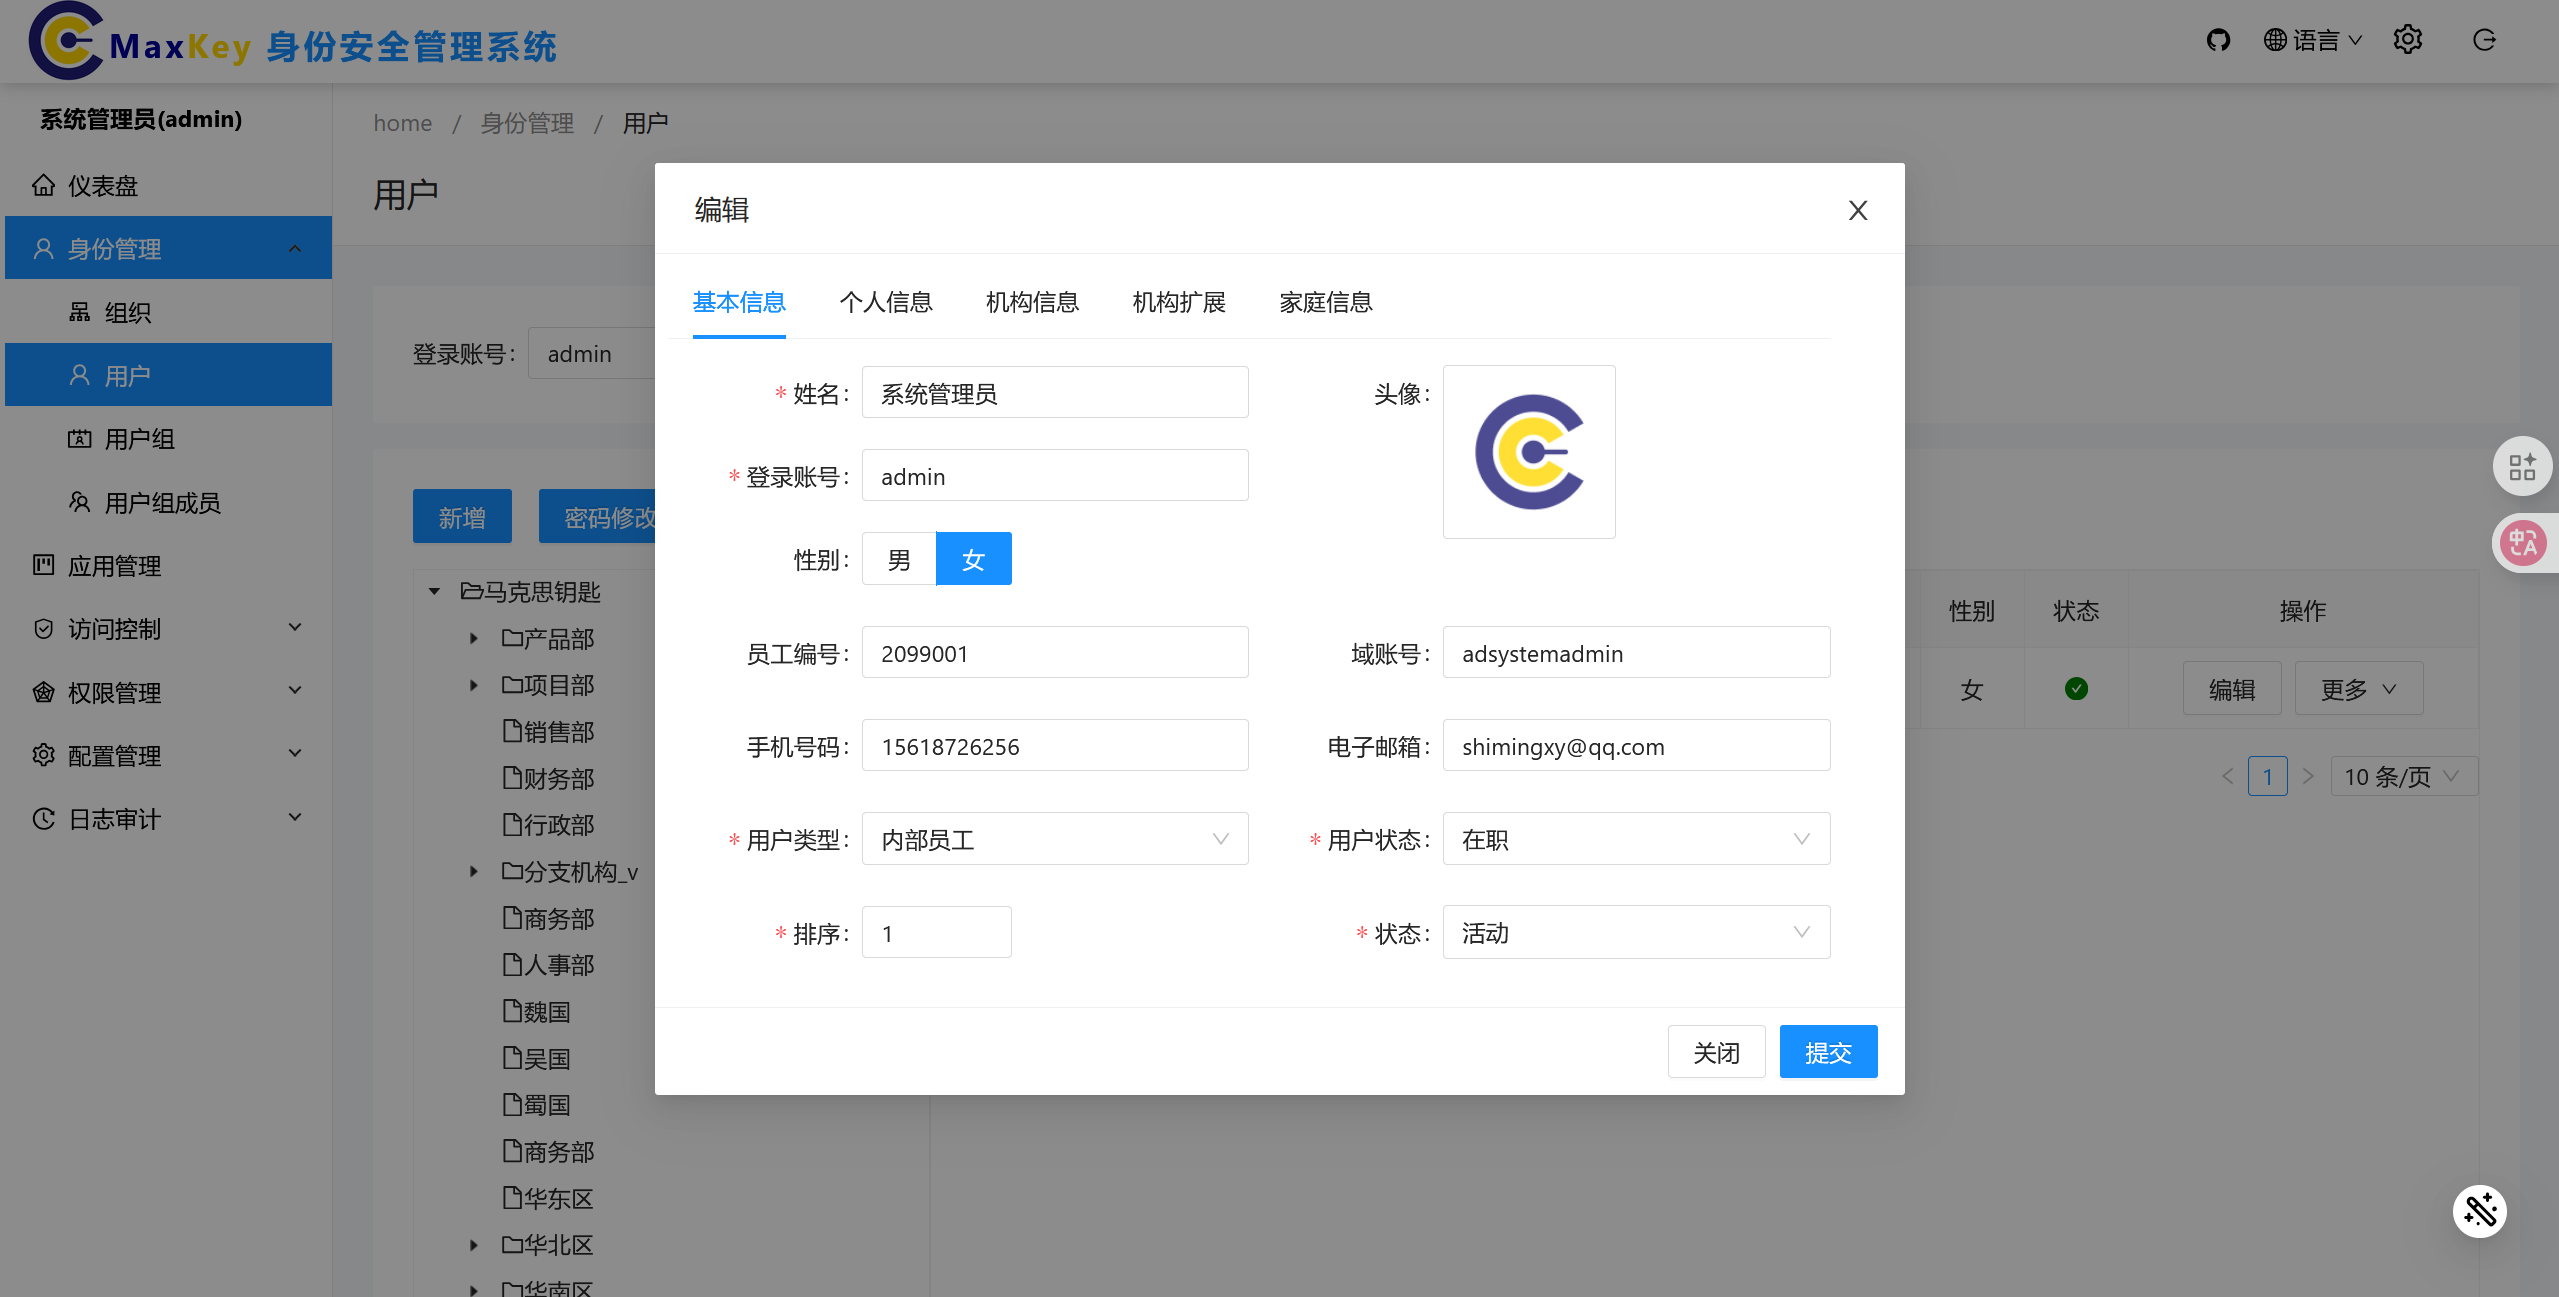 MaxKey 身份安全管理系统
语言
系统管理员(admin)
仪表盘
身份管理
组织
用户
用户组
用户组成员
应用管理
访问控制
权限管理
配置管理
日志审计
home / 身份管理 / 用户
用户
登录账号: admin
新增 密码修改
马克思钥匙
产品部
项目部
销售部
财务部
行政部
分支机构_v
商务部
人事部
魏国
吴国
蜀国
商务部
华东区
华北区
华南区
性别 状态 操作
女 编辑 更多
1 10 条/页
编辑
基本信息 个人信息 机构信息 机构扩展 家庭信息
* 姓名: 系统管理员 头像:
* 登录账号: admin
性别: 男 女
员工编号: 2099001 域账号: adsystemadmin
手机号码: 15618726256 电子邮箱: shimingxy@qq.com
* 用户类型: 内部员工 * 用户状态: 在职
* 排序: 1 * 状态: 活动
关闭 提交
中A